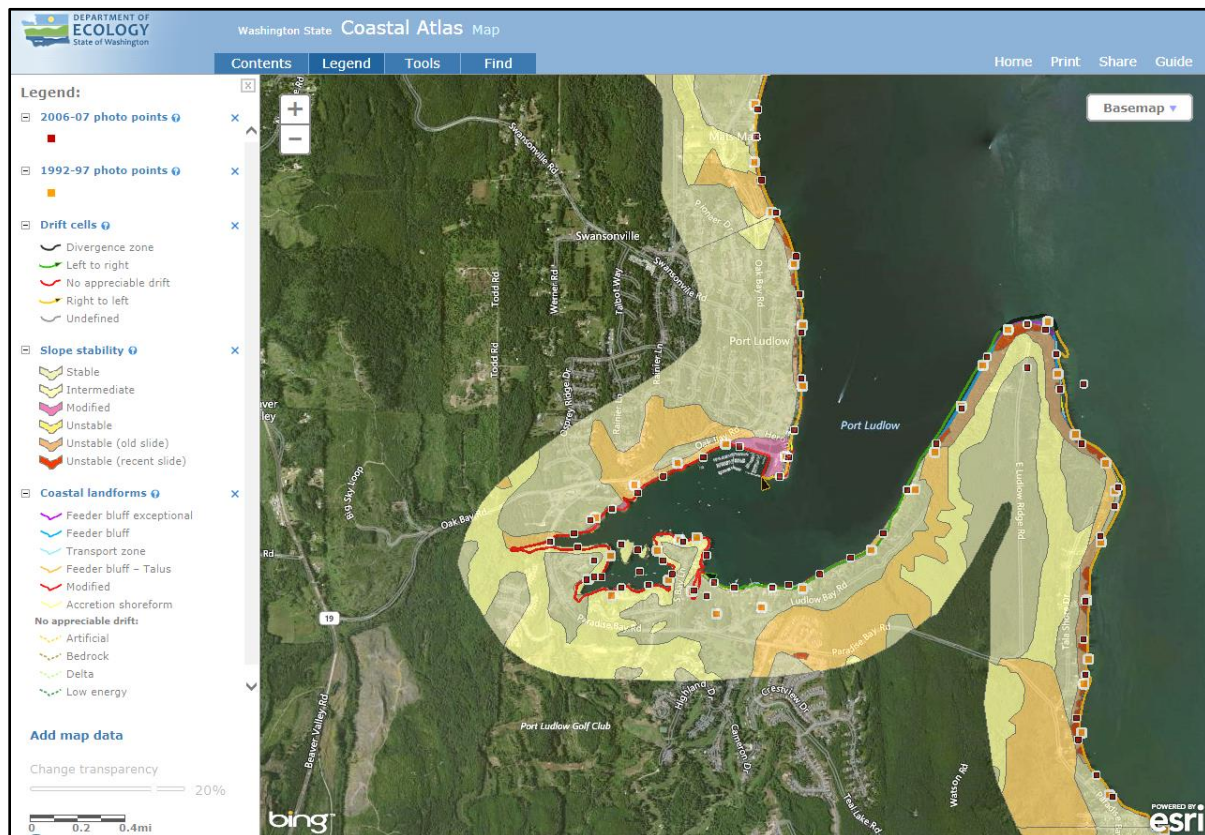 DEPARTMENT OF
ECOLOGY
State of Washington
Washington State Coastal Atlas Map
Contents Legend Tools Find
Home Print Share Guide
Legend:
2006-07 photo points
1992-97 photo points
Drift cells
Divergence zone
Left to right
No appreciable drift
Right to left
Undefined
Slope stability
Stable
Intermediate
Modified
Unstable
Unstable (old slide)
Unstable (recent slide)
Coastal landforms
Feeder bluff exceptional
Feeder bluff
Transport zone
Feeder bluff – Talus
Modified
Accretion shoreform
No appreciable drift:
Artificial
Bedrock
Delta
Low energy
Add map data
Change transparency
20%
0 0.2 0.4mi
+
−
Basemap
Swansonville Rd
Pioneer Dr
Swansonville
Swansonville Rd
Oak Bay Rd
Todd Rd
Werner Rd
Talbot Way
Port Ludlow
Todd Rd
Rainier Ln
Osprey Ridge Dr
Rainier Ln
Port Ludlow
Oak Bay Rd
Big Sky Loop
Oak Bay Rd
E Ludlow Ridge Rd
Rd
19
Ludlow Bay Rd
Paradise Bay Rd
Paradise Bay Rd
Tala Shore Dr
Highland Dr
Crestview Dr
Port Ludlow Golf Club
Cameron Dr
Beaver Valley Rd
Teal Lake Rd
Watson Rd
bing
POWERED BY
esri